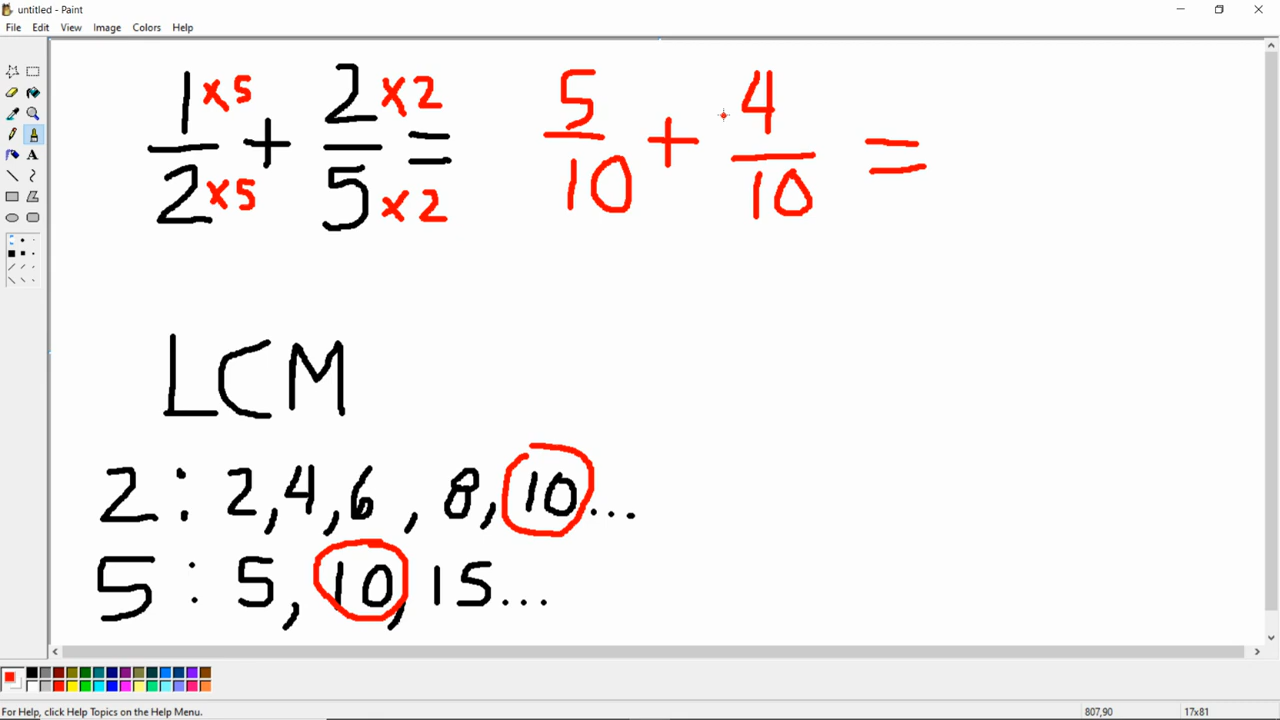 untitled - Paint
File Edit View Image Colors Help
1 x5 + 2 x2 = 5 + 4 =
2 x5 5 x2 10 10
LCM
2 : 2,4,6 , 8, 10...
5 : 5, 10, 15...
For Help, click Help Topics on the Help Menu. 807,90 17x81